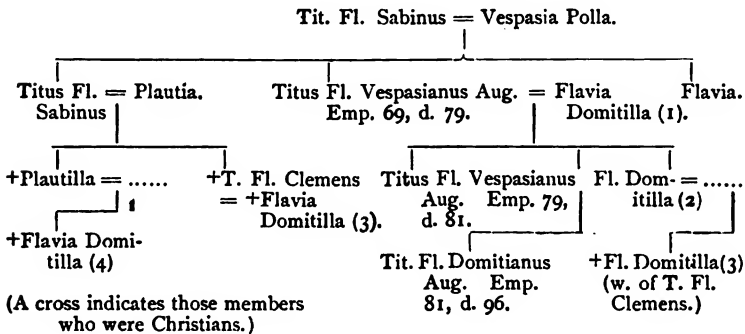 Tit. Fl. Sabinus = Vespasia Polla.
Titus Fl. = Plautia.
Sabinus
Titus Fl. Vespasianus Aug. = Flavia
Emp. 69, d. 79. Domitilla (1).
Flavia.
+Plautilla = ......
1
+Flavia Domi-
tilla (4)
+T. Fl. Clemens
= +Flavia
Domitilla (3).
Titus Fl. Vespasianus
Aug. Emp. 79,
d. 81.
Fl. Dom- = ......
itilla (2)
Tit. Fl. Domitianus
Aug. Emp.
81, d. 96.
+Fl. Domitilla(3)
(w. of T. Fl.
Clemens.)
(A cross indicates those members
who were Christians.)